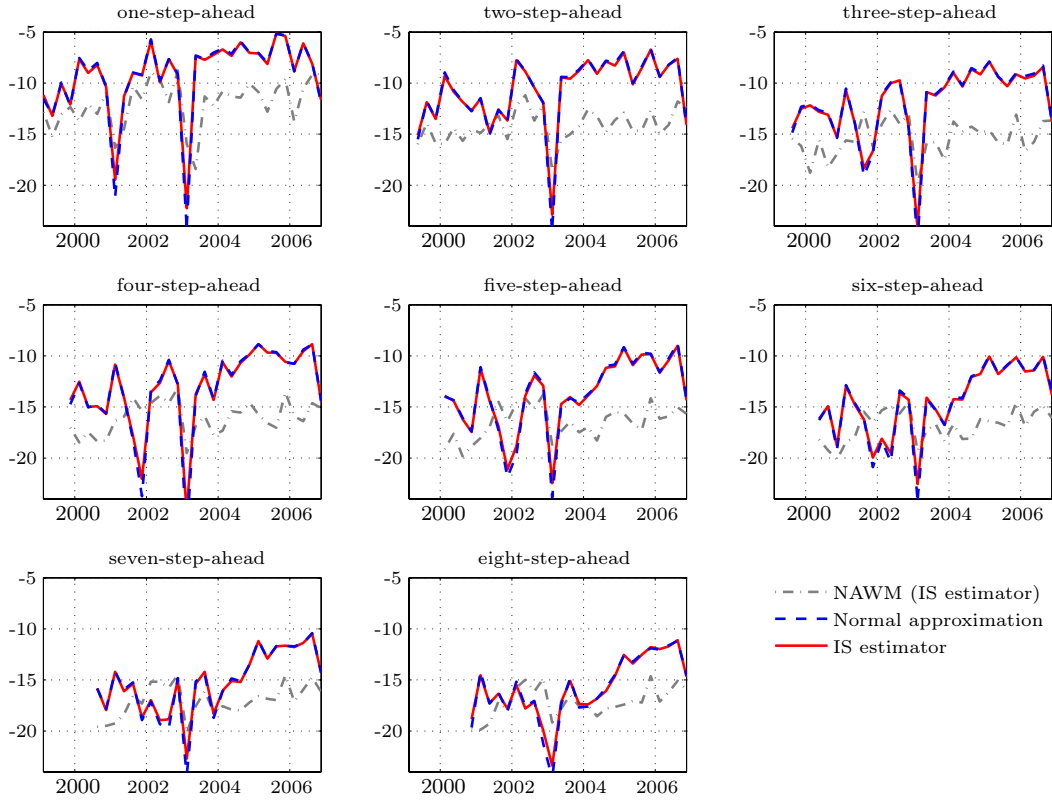 one-step-ahead
two-step-ahead
three-step-ahead
-5
-10
-15
-20
2000 2002 2004 2006
-5
-10
-15
-20
2000 2002 2004 2006
-5
-10
-15
-20
2000 2002 2004 2006
four-step-ahead
five-step-ahead
six-step-ahead
-5
-10
-15
-20
2000 2002 2004 2006
-5
-10
-15
-20
2000 2002 2004 2006
-5
-10
-15
-20
2000 2002 2004 2006
seven-step-ahead
eight-step-ahead
-5
-10
-15
-20
2000 2002 2004 2006
-5
-10
-15
-20
2000 2002 2004 2006
NAWM (IS estimator)
Normal approximation
IS estimator